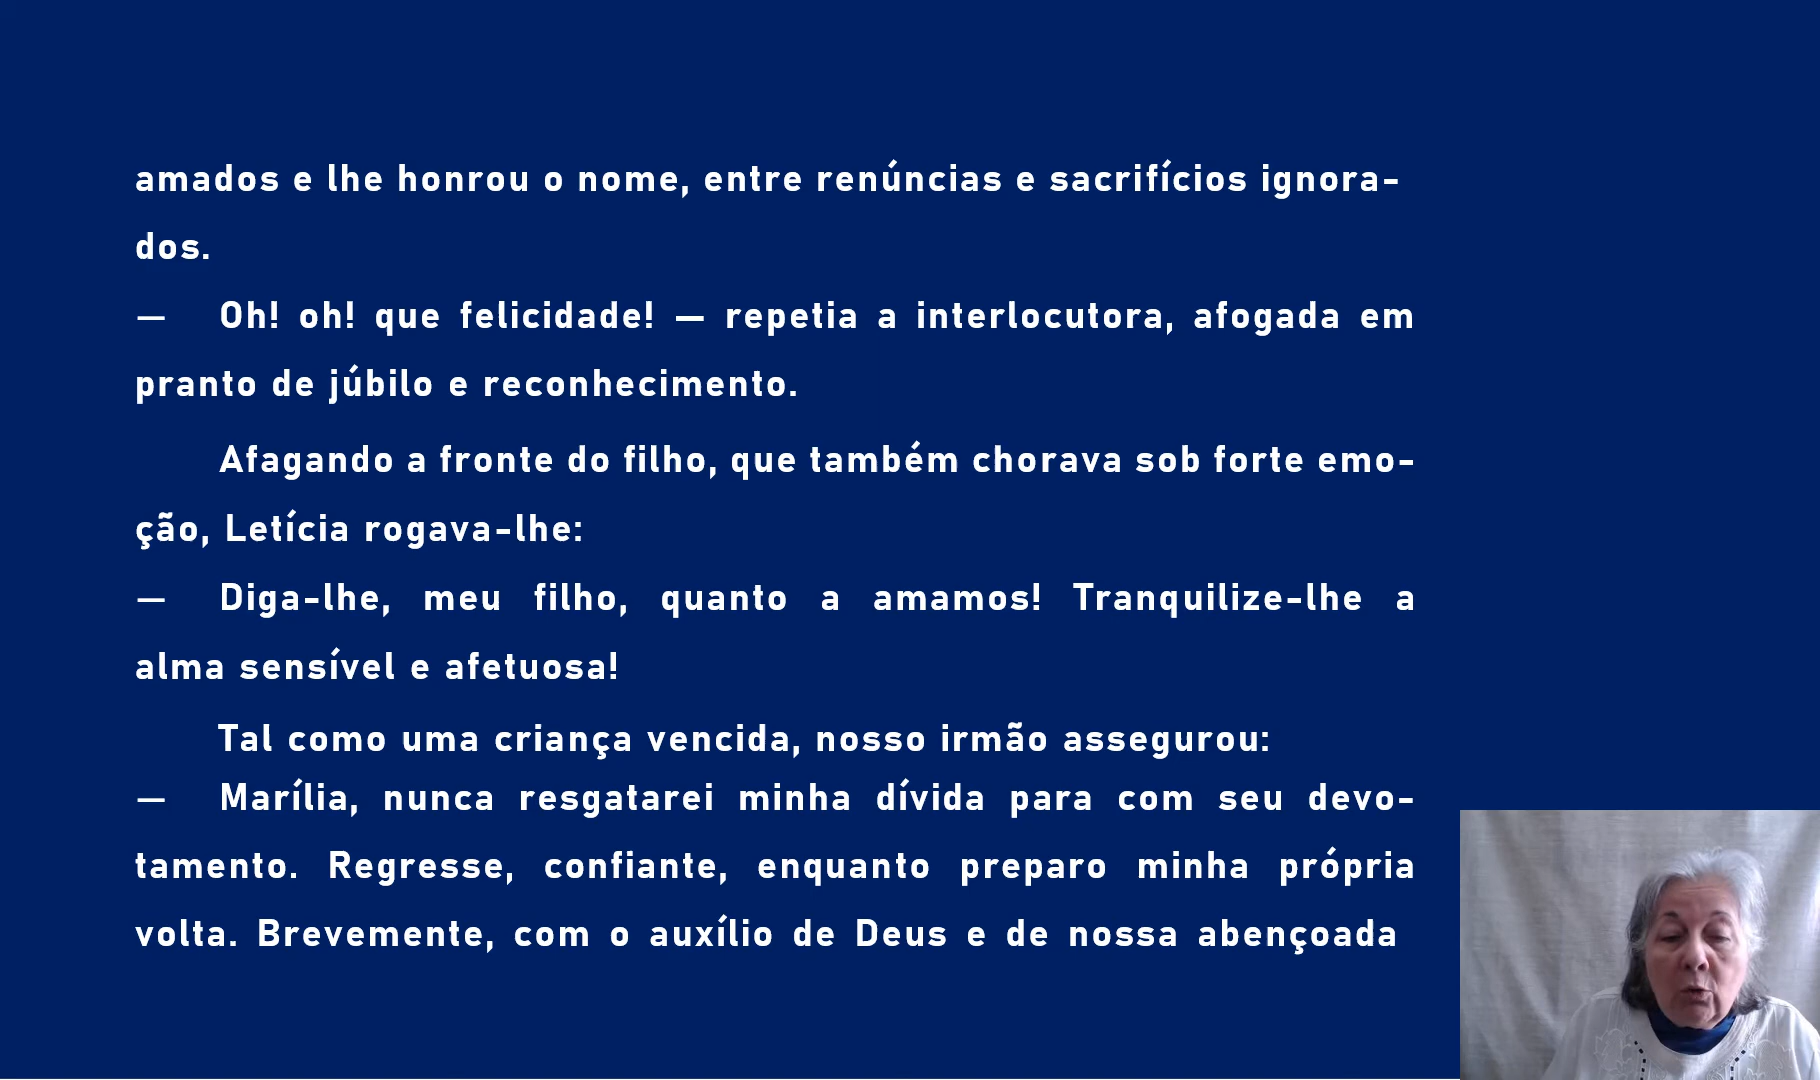 amados e lhe honrou o nome, entre renúncias e sacrifícios ignora-
dos.
— Oh! oh! que felicidade! — repetia a interlocutora, afogada em
pranto de júbilo e reconhecimento.
Afagando a fronte do filho, que também chorava sob forte emo-
ção, Letícia rogava-lhe:
— Diga-lhe, meu filho, quanto a amamos! Tranquilize-lhe a
alma sensível e afetuosa!
Tal como uma criança vencida, nosso irmão assegurou:
— Marília, nunca resgatarei minha dívida para com seu devo-
tamento. Regresse, confiante, enquanto preparo minha própria
volta. Brevemente, com o auxílio de Deus e de nossa abençoada